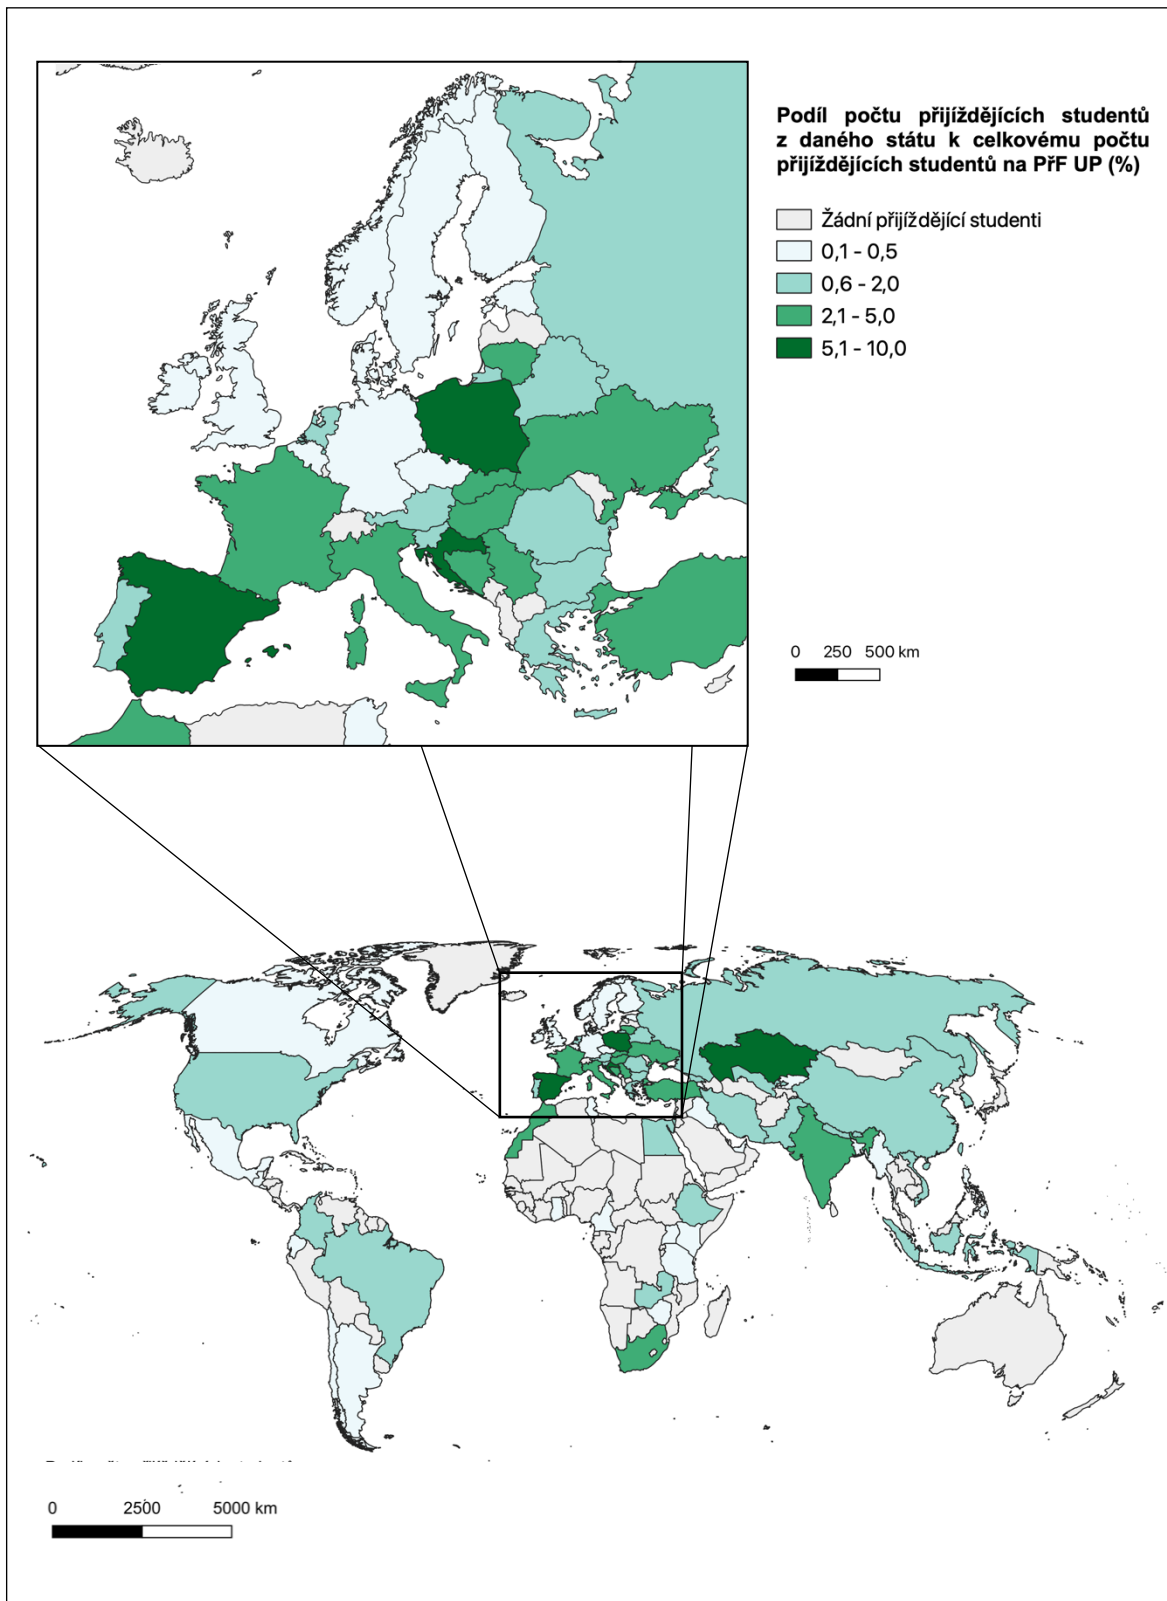 Podíl počtu přijíždějících studentů
z daného státu k celkovému počtu
přijíždějících studentů na PřF UP (%)
Žádní přijíždějící studenti
0,1 - 0,5
0,6 - 2,0
2,1 - 5,0
5,1 - 10,0
0 250 500 km
0 2500 5000 km